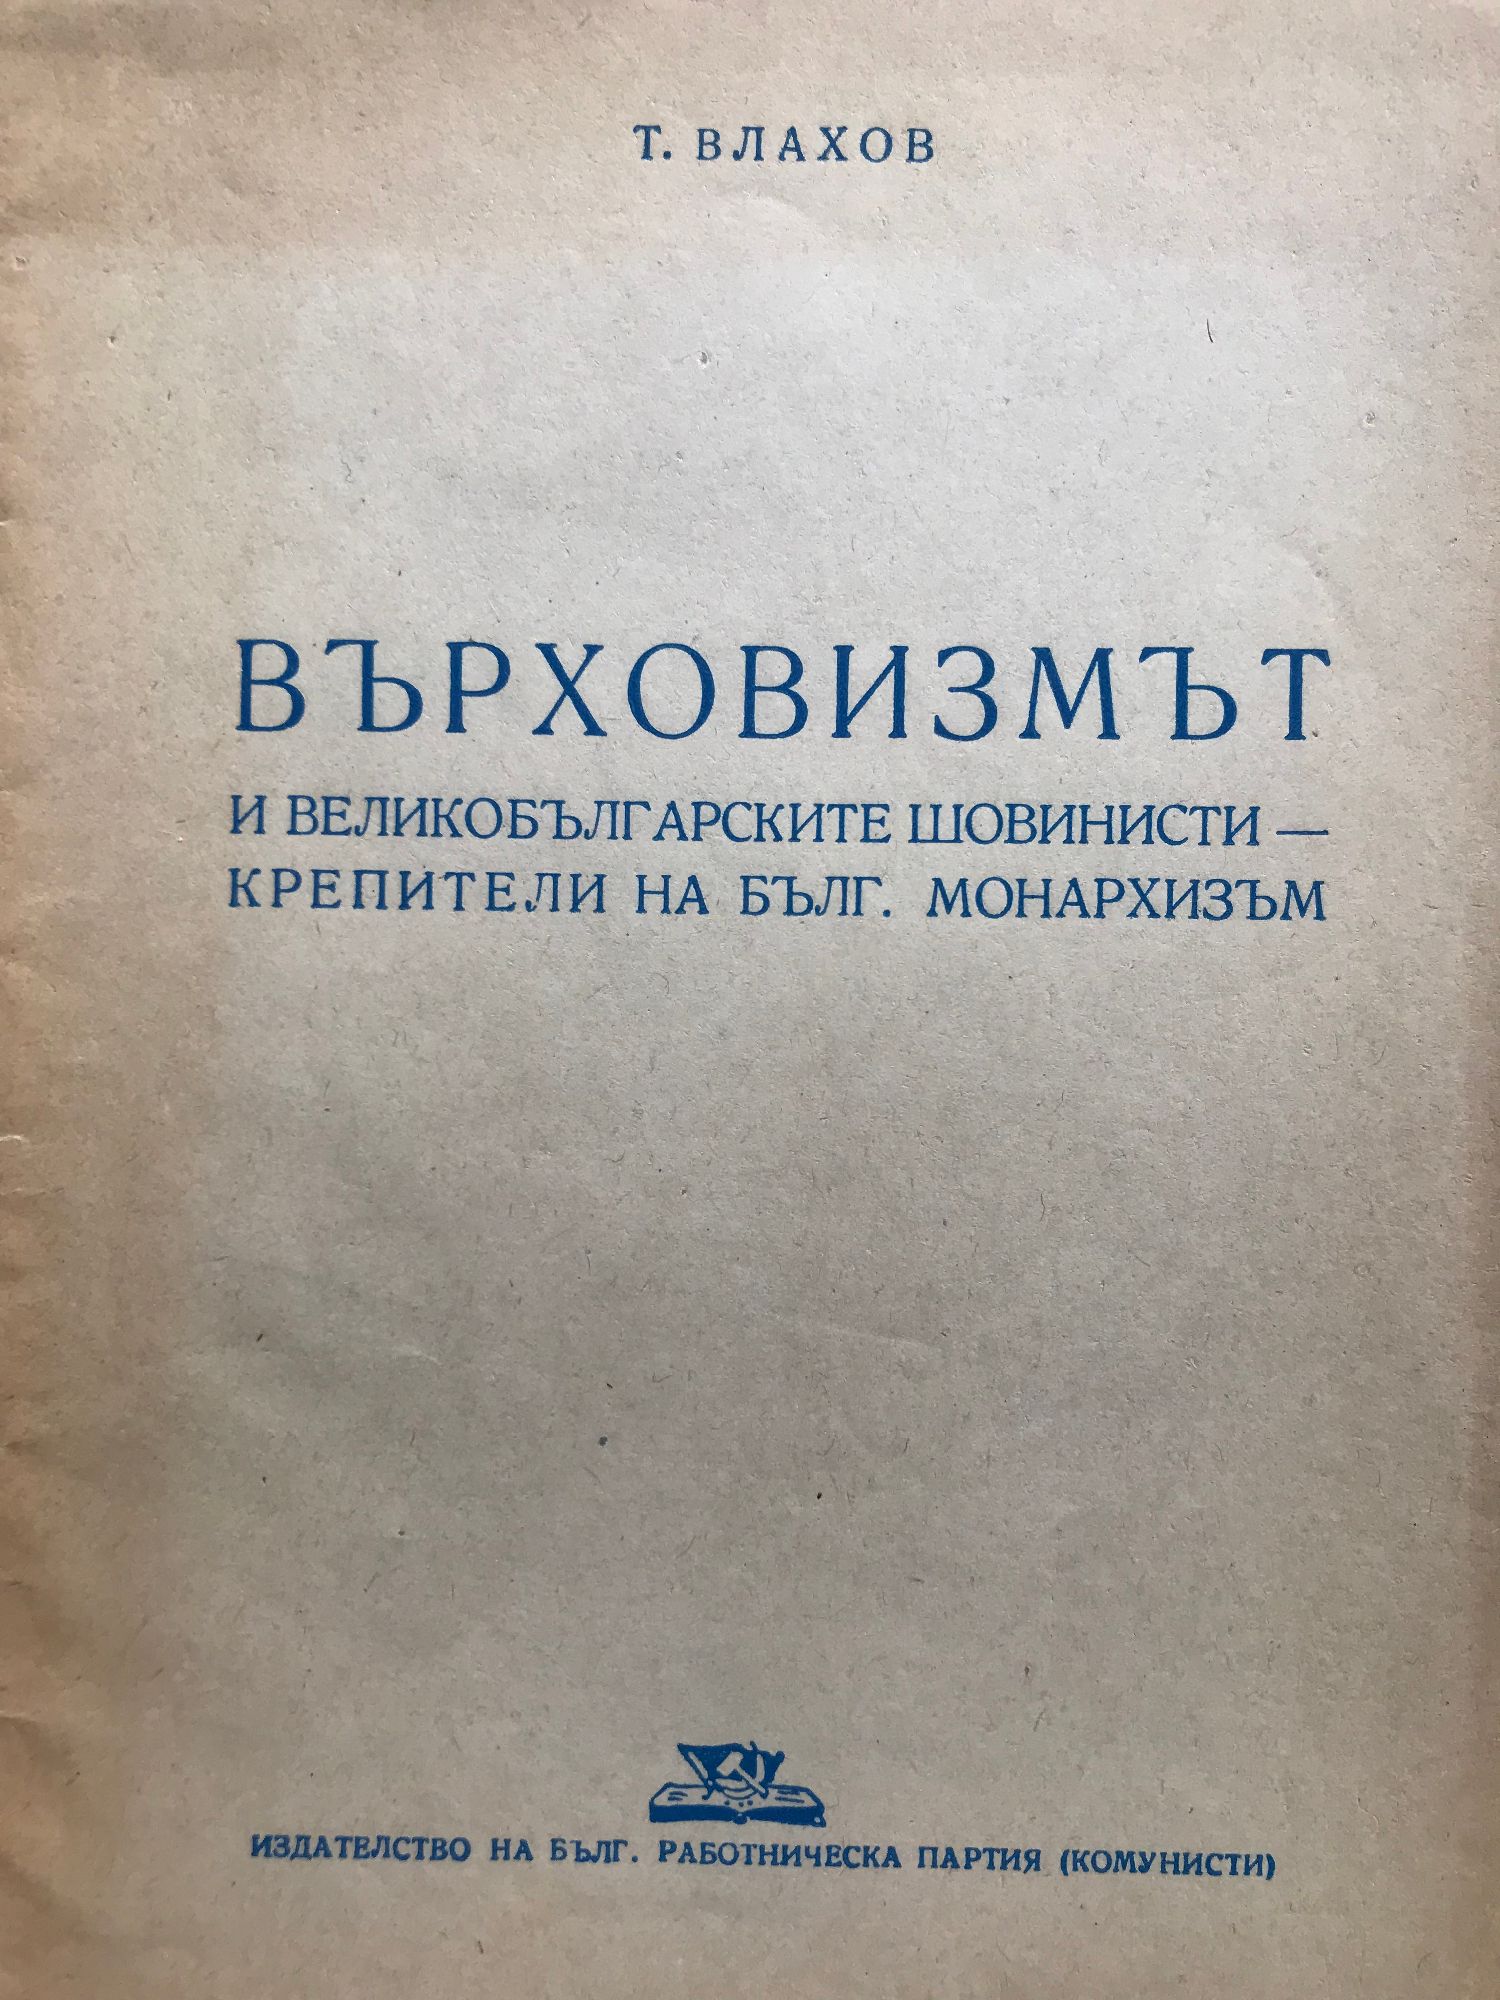 Т. ВЛАХОВ
ВЪРХОВИЗМЪТ
И ВЕЛИКОБЪЛГАРСКИТЕ ШОВИНИСТИ —
КРЕПИТЕЛИ НА БЪЛГ. МОНАРХИЗЪМ
ИЗДАТЕЛСТВО НА БЪЛГ. РАБОТНИЧЕСКА ПАРТИЯ (КОМУНИСТИ)